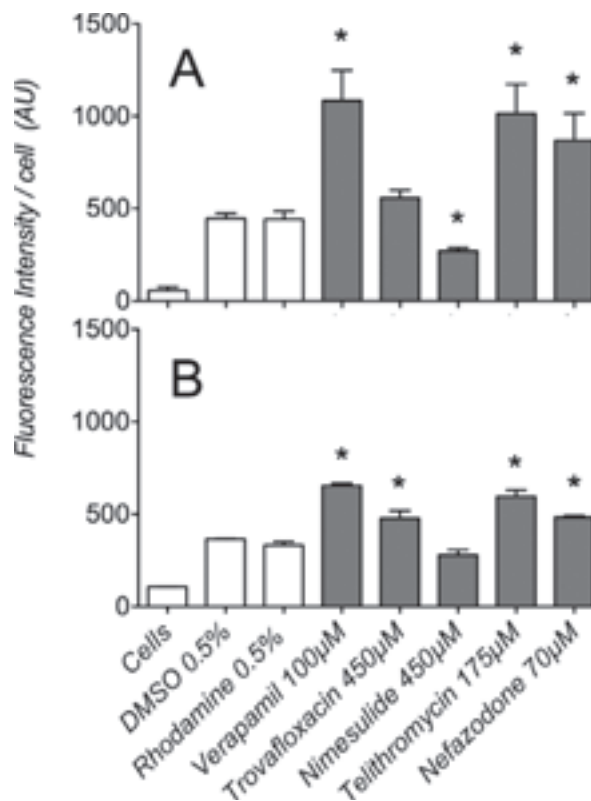 Fluorescence Intensity / cell (AU)
1500
1000
500
0
A
*
*
*
*
1500
1000
500
0
B
*
*
*
*
Cells
DMSO 0.5%
Rhodamine 0.5%
Verapamil 100µM
Trovafloxacin 450µM
Nimesulide 450µM
Telithromycin 175µM
Nefazodone 70µM